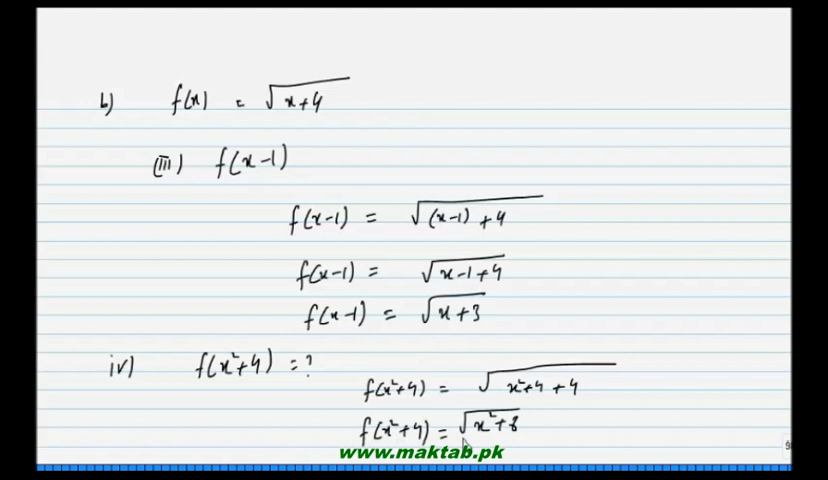 b) f(x) = √(x+4)
(III) f(x-1)
f(x-1) = √((x-1) +4)
f(x-1) = √(x-1+4)
f(x-1) = √(x+3)
iv) f(x²+4) = ?
f(x²+4) = √(x²+4 +4)
f(x²+4) = √(x²+8)
www.maktab.pk